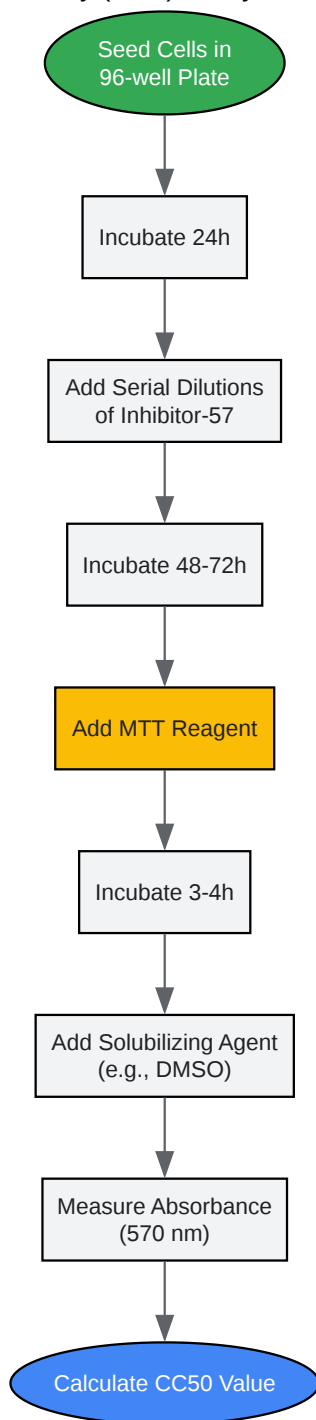 Seed Cells in
96-well Plate
Incubate 24h
Add Serial Dilutions
of Inhibitor-57
Incubate 48-72h
Add MTT Reagent
Incubate 3-4h
Add Solubilizing Agent
(e.g., DMSO)
Measure Absorbance
(570 nm)
Calculate CC50 Value